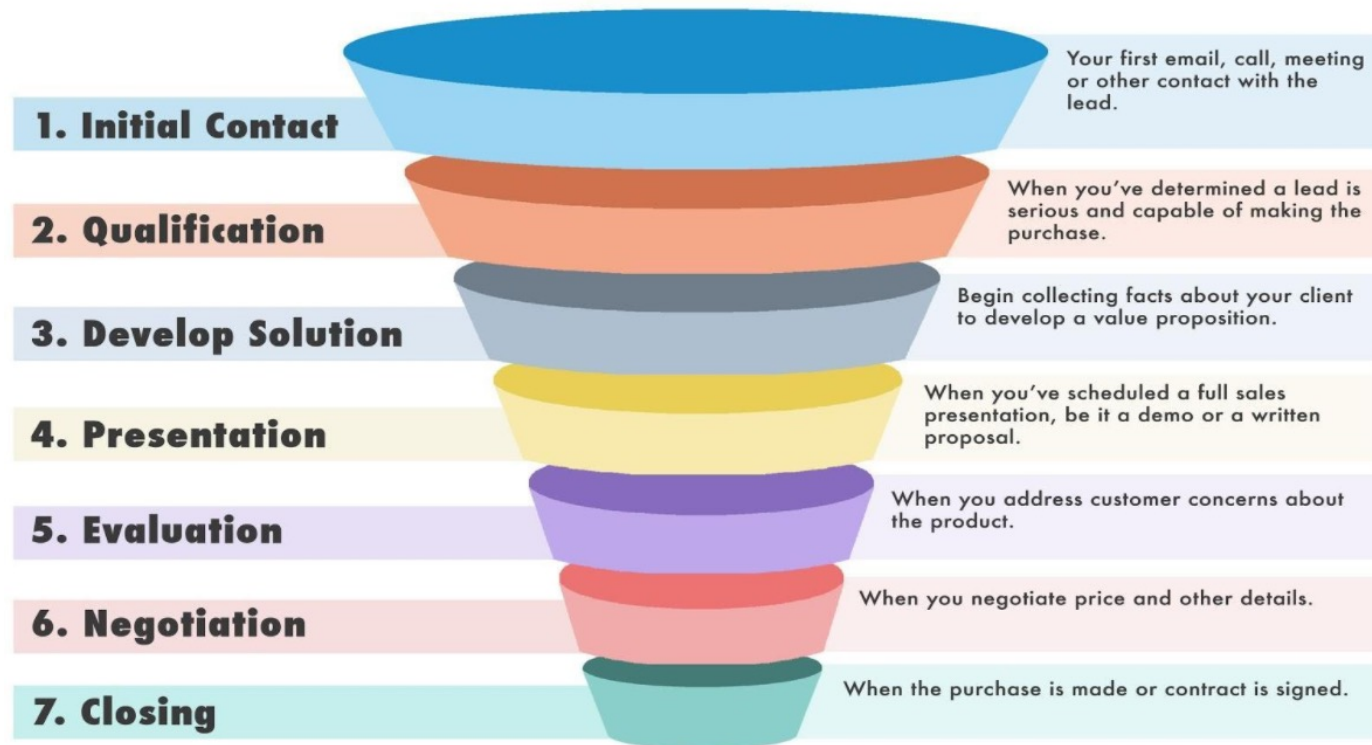 1. Initial Contact
Your first email, call, meeting
or other contact with the
lead.
2. Qualification
When you've determined a lead is
serious and capable of making the
purchase.
3. Develop Solution
Begin collecting facts about your client
to develop a value proposition.
4. Presentation
When you've scheduled a full sales
presentation, be it a demo or a written
proposal.
5. Evaluation
When you address customer concerns about
the product.
6. Negotiation
When you negotiate price and other details.
7. Closing
When the purchase is made or contract is signed.